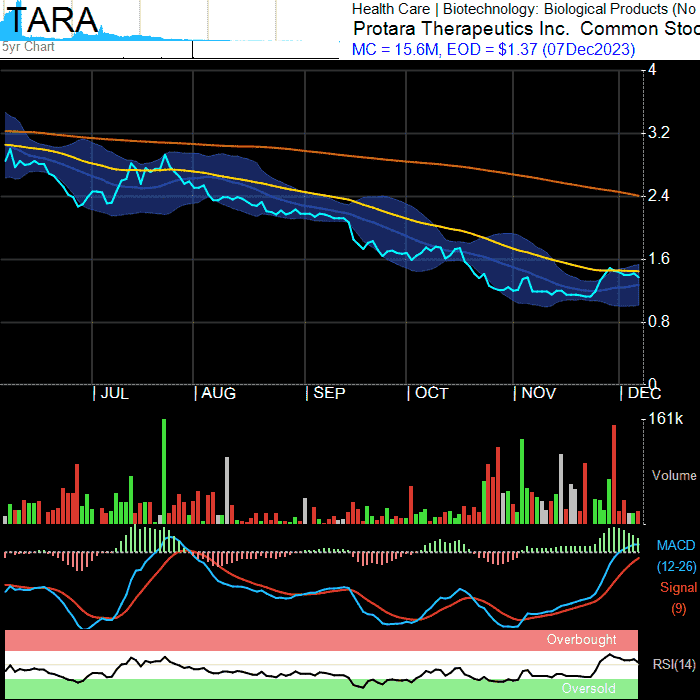 TARA
5yr Chart
Health Care | Biotechnology: Biological Products (No
Protara Therapeutics Inc. Common Stoc
MC = 15.6M, EOD = $1.37 (07Dec2023)
4
3.2
2.4
1.6
0.8
0
JUL AUG SEP OCT NOV DEC
161k
Volume
MACD
(12-26)
Signal
(9)
Overbought
RSI(14)
Oversold